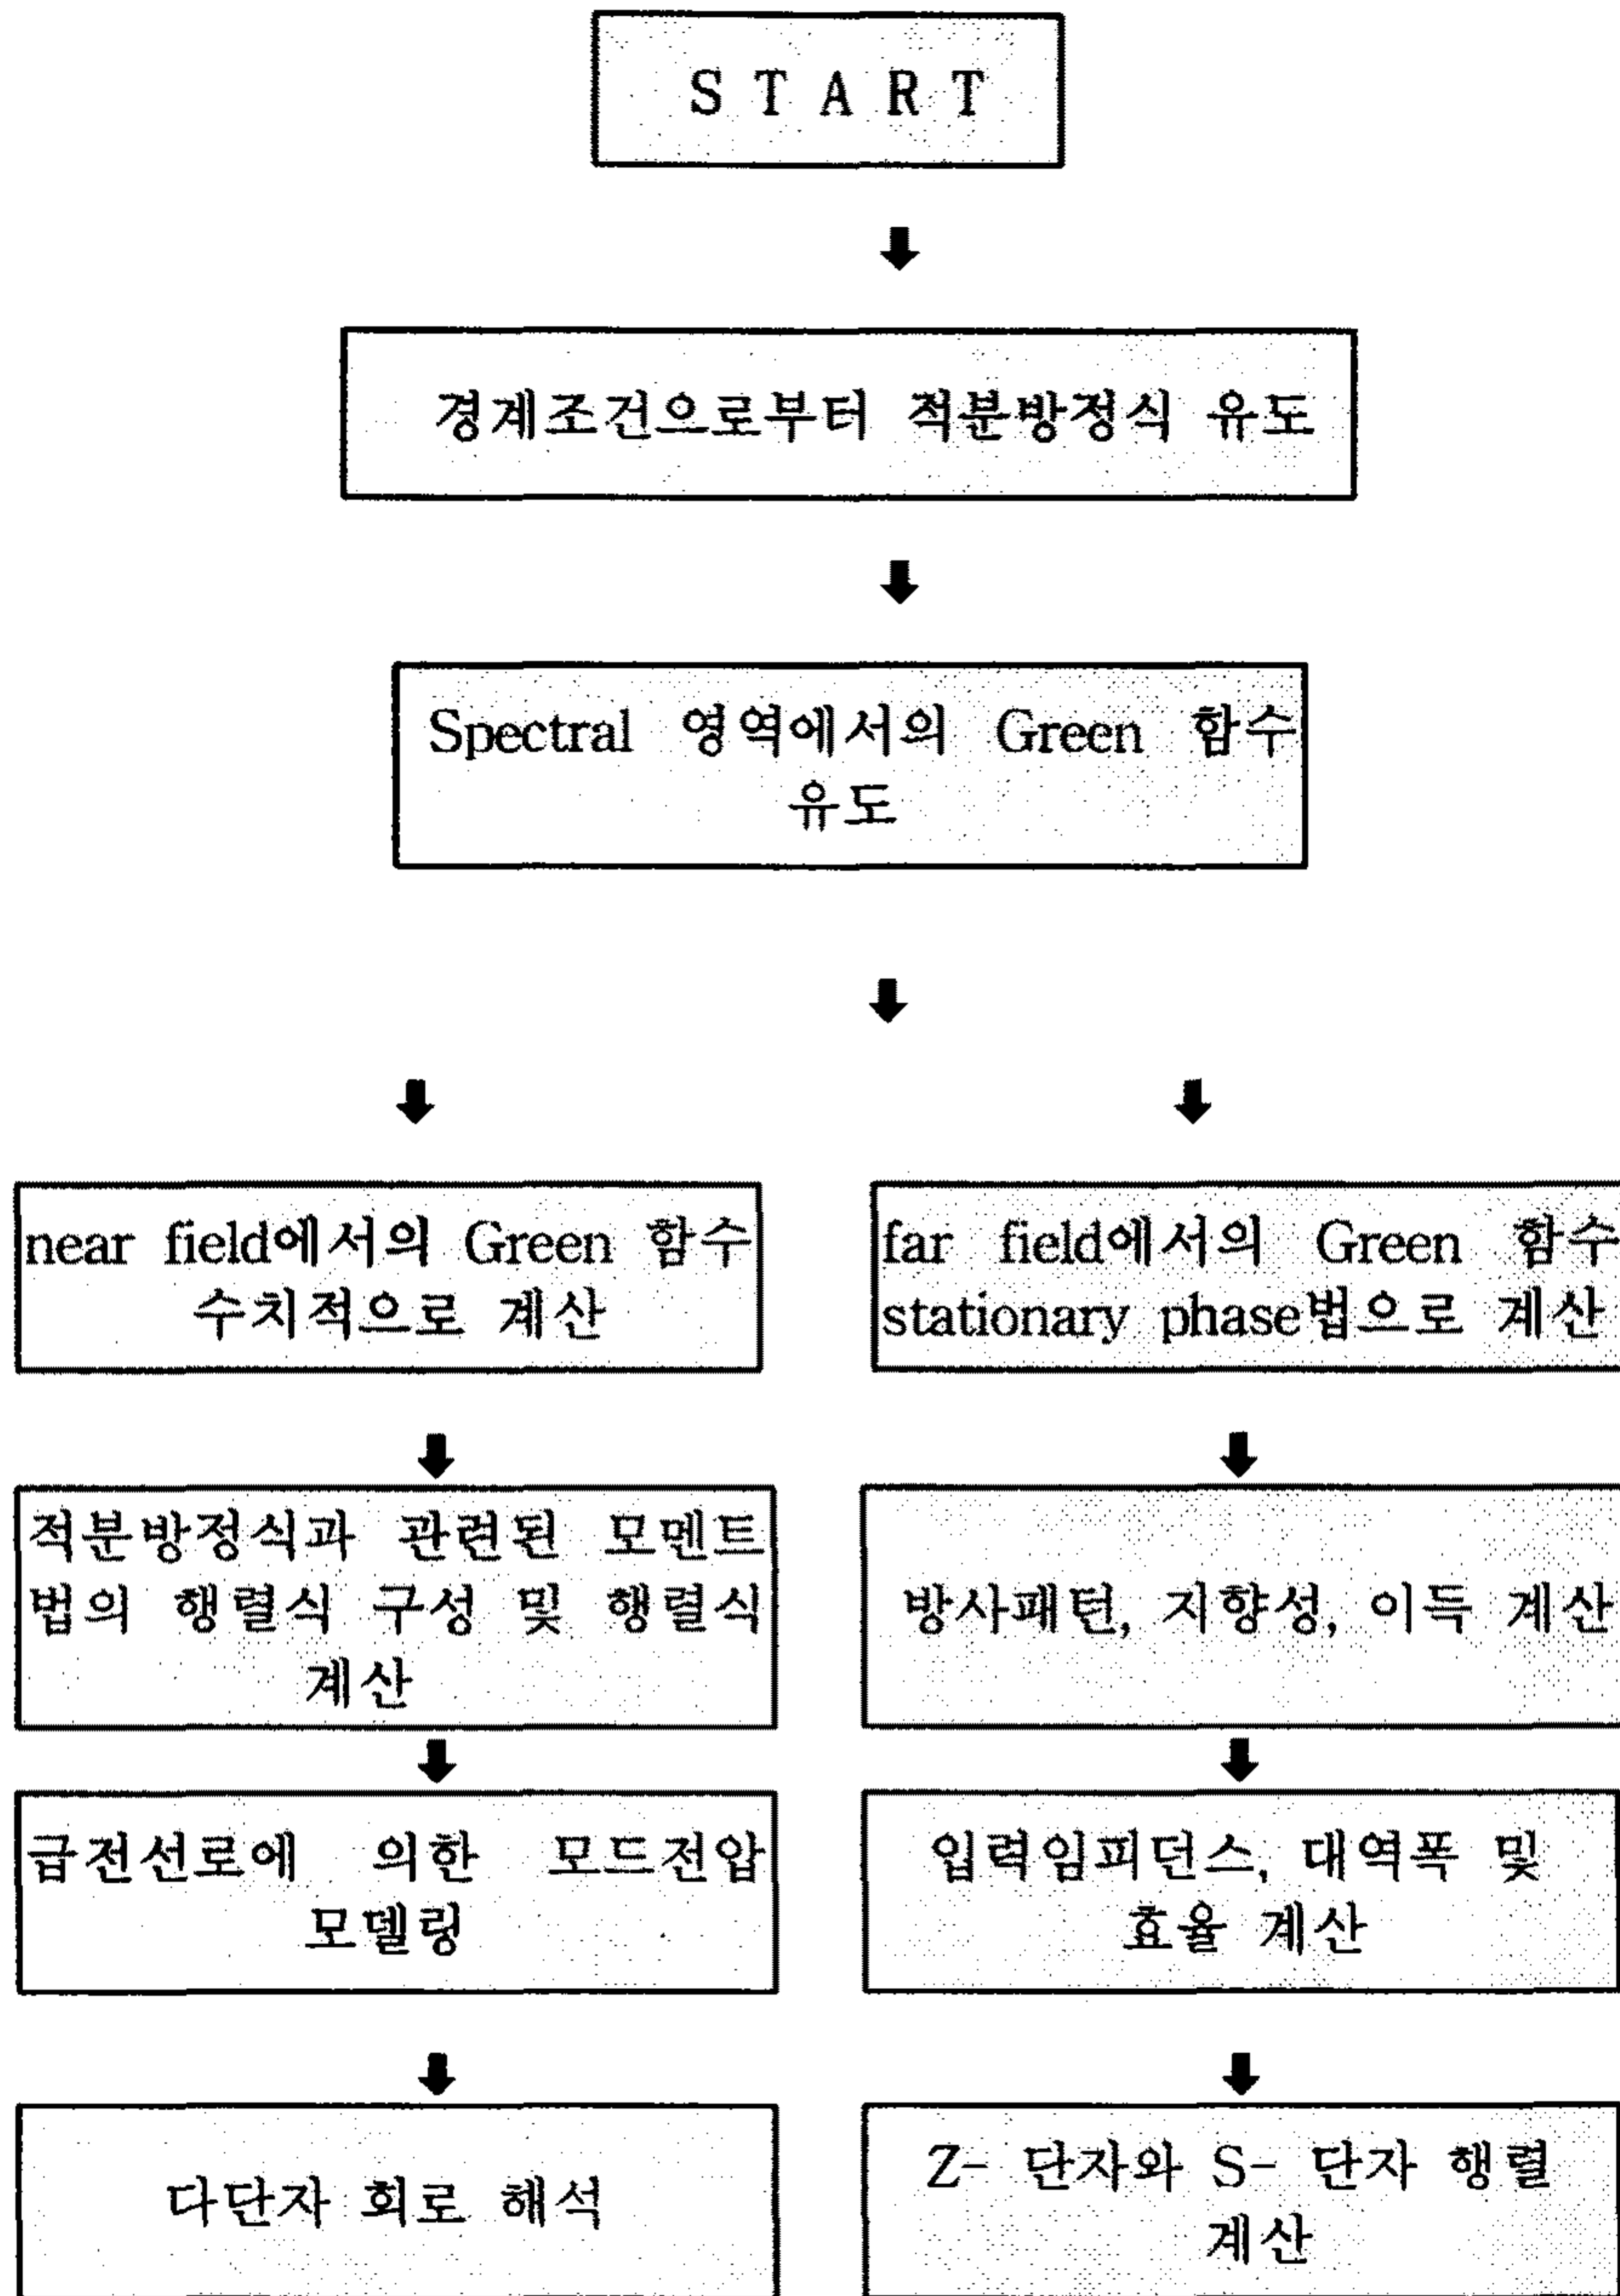 START
경계조건으로부터 적분방정식 유도
Spectral 영역에서의 Green 함수
유도
near field에서의 Green 함수
수치적으로 계산
far field에서의 Green 함수
stationary phase법으로 계산
적분방정식과 관련된 모멘트
법의 행렬식 구성 및 행렬식
계산
방사패턴, 지향성, 이득 계산
급전선로에 의한 모드전압
모델링
입력임피던스, 대역폭 및
효율 계산
다단자 회로 해석
Z- 단자와 S- 단자 행렬
계산